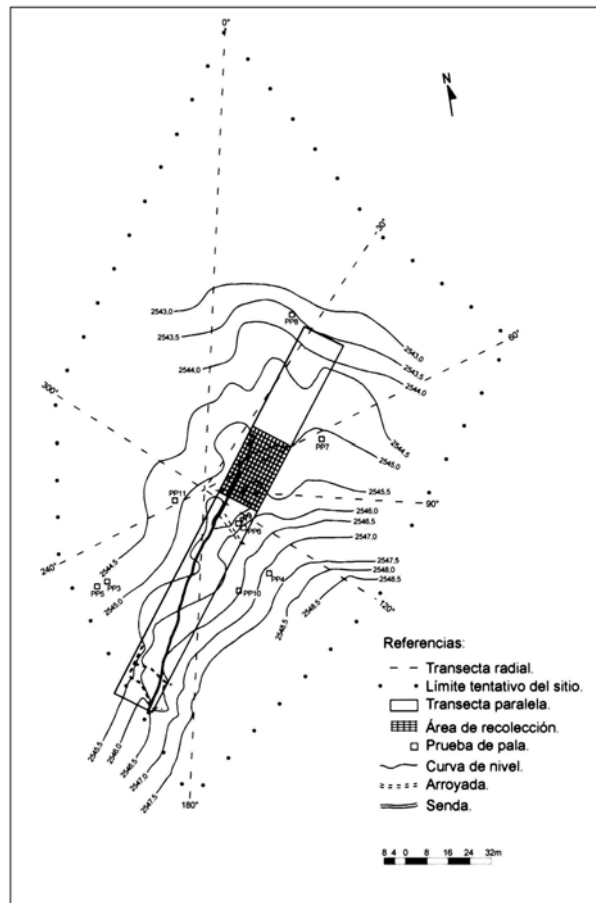 0°
N
30°
2543,0
2543,5
PP8
2544,0
2543,0
60°
2543,5
2544,0
300°
2544,5
PP7
2545,0
2545,5
PP11
90°
2546,0
2546,5
PP6
2547,0
2544,5
240°
2547,5
PP5
PP3
2545,0
PP4
2548,0
2548,5
PP10
2548,5
120°
2548,5
2545,5
2546,0
2546,5
2547,0
2547,5
180°
Referencias:
Transecta radial.
Límite tentativo del sitio.
Transecta paralela.
Área de recolección.
Prueba de pala.
Curva de nivel.
Arroyada.
Senda.
8 4 0 8 16 24 32m